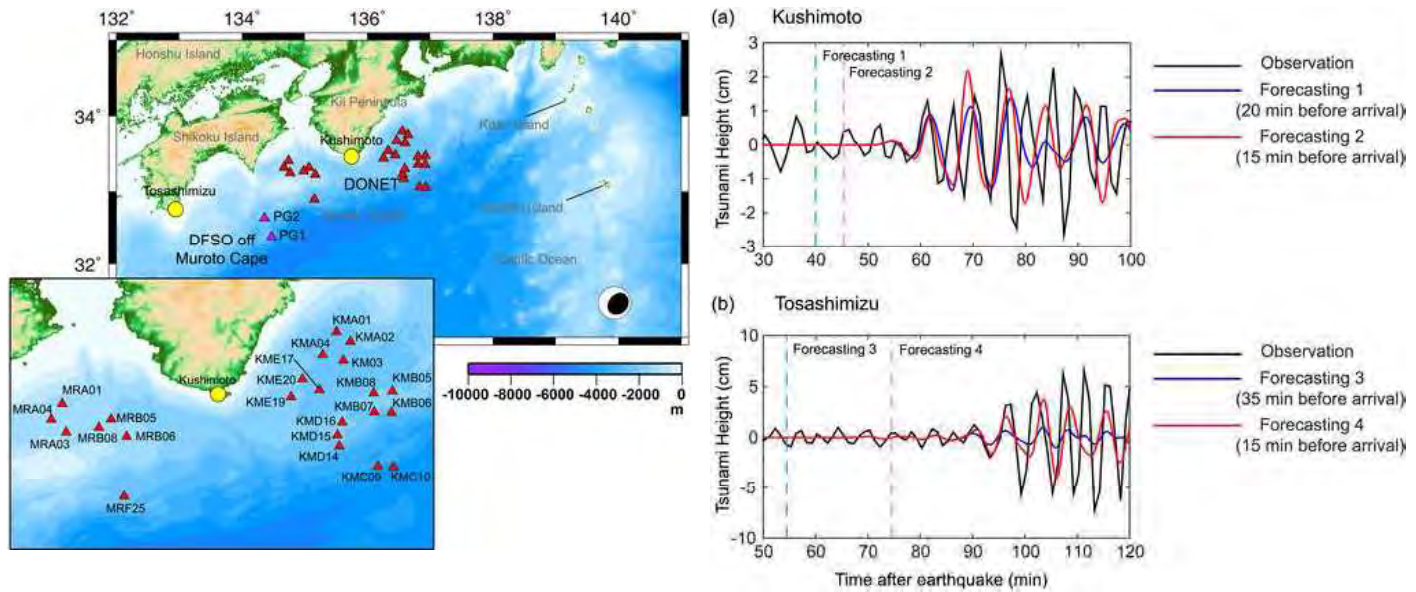 132° 134° 136° 138° 140°
34°
32°
Honshu Island
Kii Peninsula
Shikoku Island
Kushimoto
Tosashimizu
DONET
PG2
PG1
DFSO off
Muroto Cape
Kushimoto
KMA01
KMA02
KMA04
KM03
KME17
KME20
KME19
KMB08
KMB05
KMB07
KMB06
KMD16
KMD15
KMD14
KMC09
KMC10
MRA01
MRA04
MRA03
MRB05
MRB08
MRB06
MRF25
-10000 -8000 -6000 -4000 -2000 0
m
(a) Kushimoto
Tsunami Height (cm)
3
2
1
0
-1
-2
-3
30 40 50 60 70 80 90 100
Forecasting 1
Forecasting 2
Observation
Forecasting 1
(20 min before arrival)
Forecasting 2
(15 min before arrival)
(b) Tosashimizu
Tsunami Height (cm)
10
5
0
-5
-10
50 60 70 80 90 100 110 120
Forecasting 3
Forecasting 4
Time after earthquake (min)
Observation
Forecasting 3
(35 min before arrival)
Forecasting 4
(15 min before arrival)